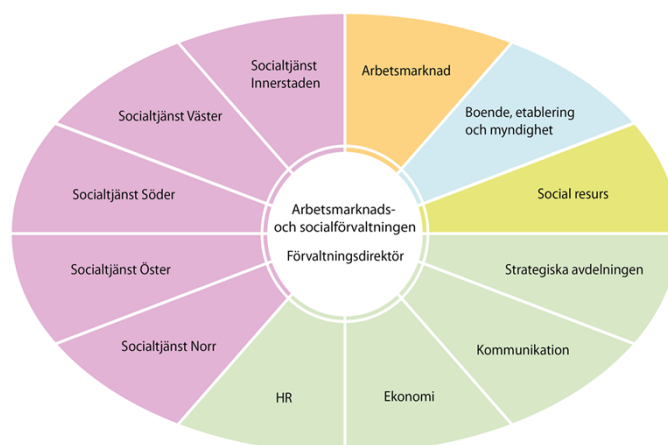 Socialtjänst
Innerstaden
Arbetsmarknad
Boende, etablering
och myndighet
Social resurs
Strategiska avdelningen
Kommunikation
Ekonomi
HR
Socialtjänst Norr
Socialtjänst Öster
Socialtjänst Söder
Socialtjänst Väster
Arbetsmarknads-
och socialförvaltningen
Förvaltningsdirektör